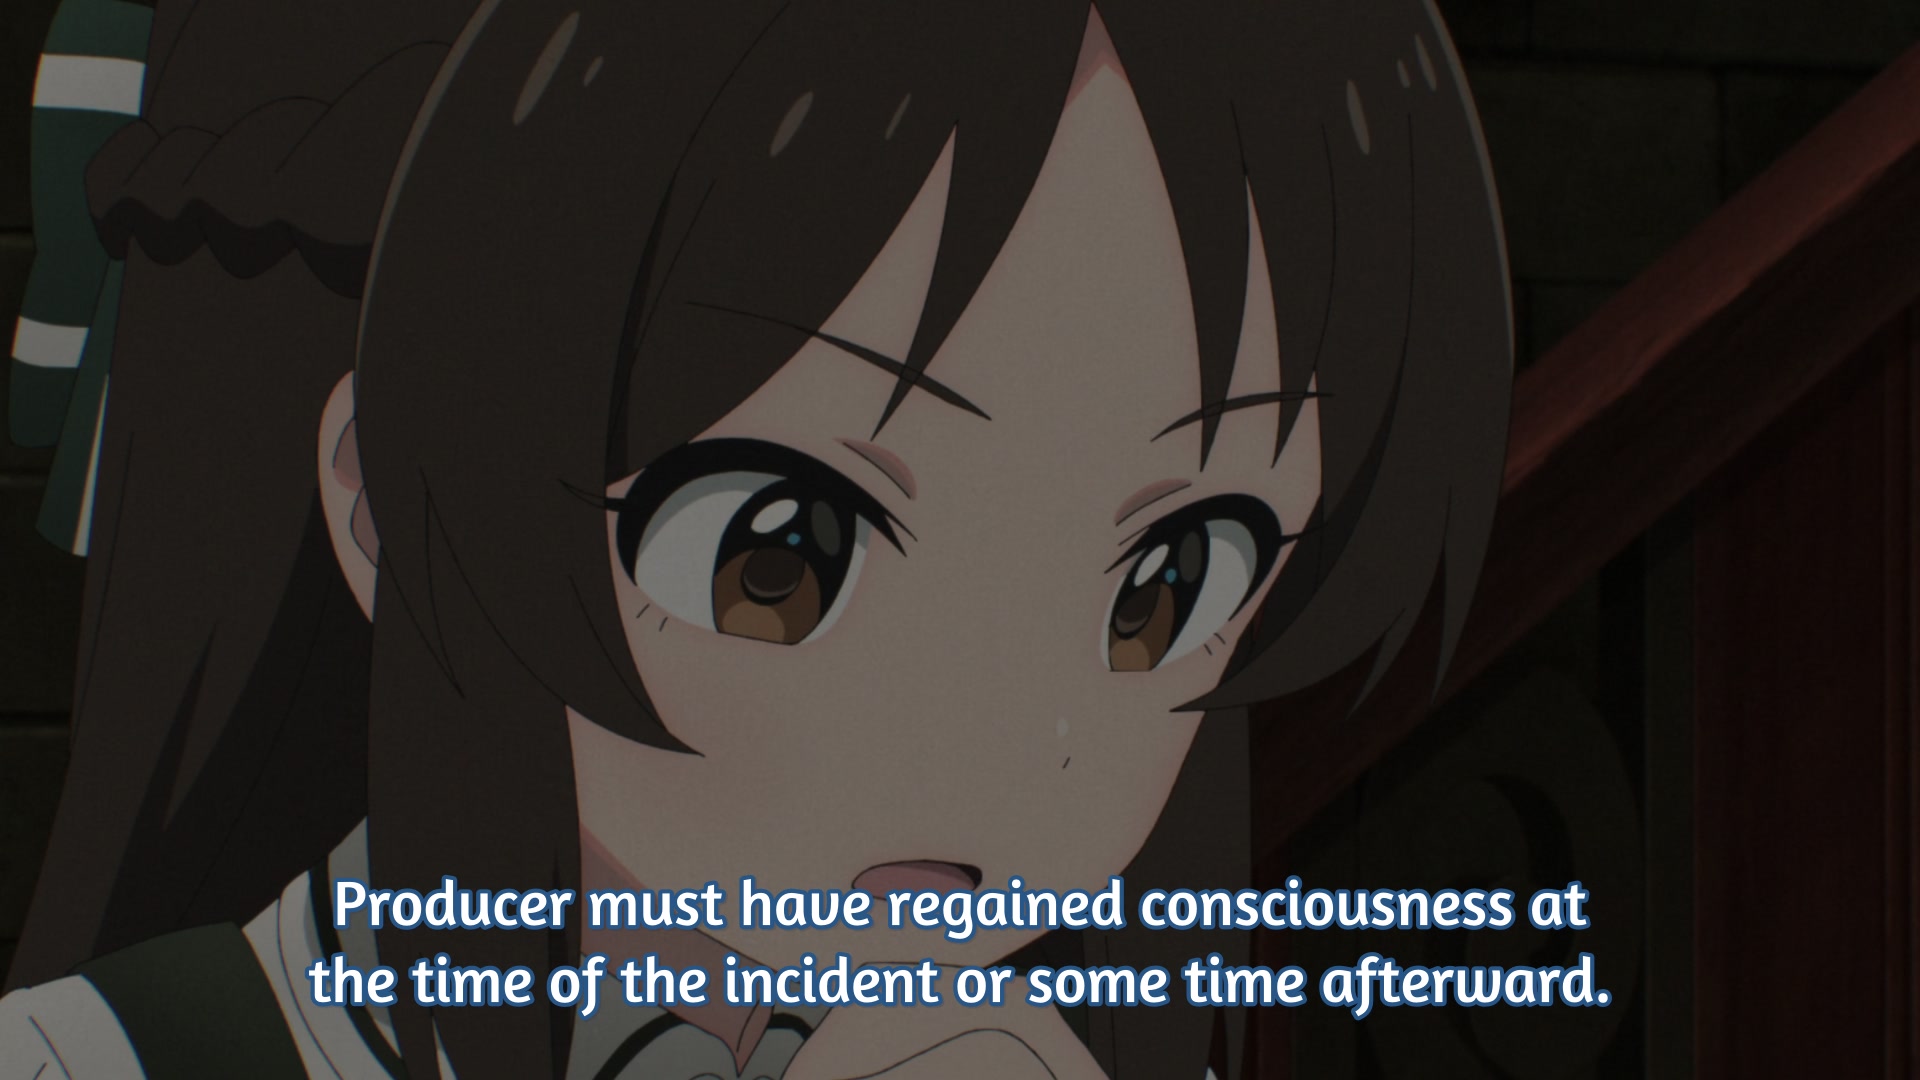 Producer must have regained consciousness at
the time of the incident or some time afterward.